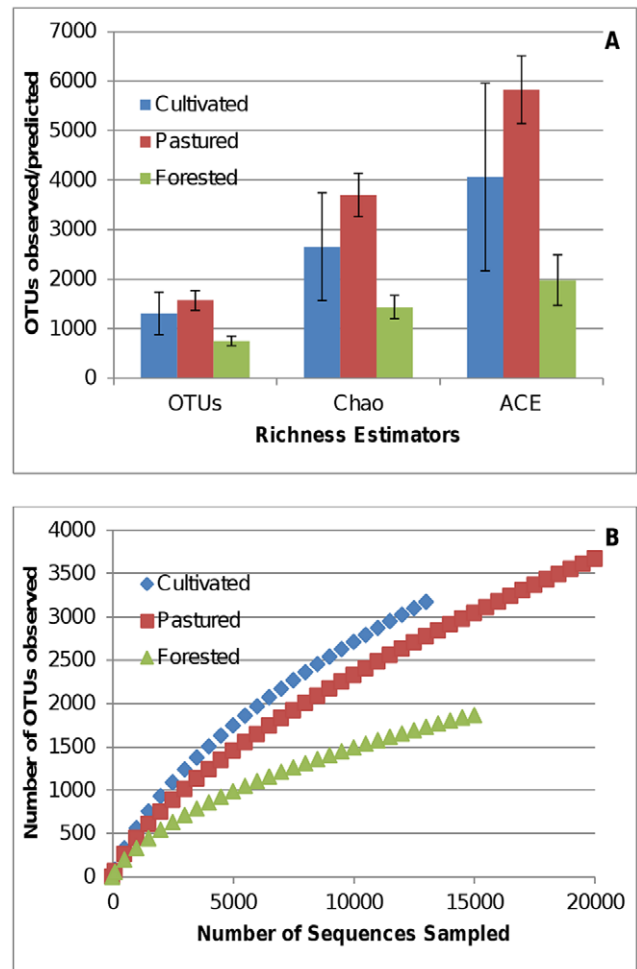 A
7000
6000
5000
4000
3000
2000
1000
0
OTUs observed/predicted
Cultivated
Pastured
Forested
OTUs Chao ACE
Richness Estimators
B
4000
3500
3000
2500
2000
1500
1000
500
0
Number of OTUs observed
Cultivated
Pastured
Forested
0 5000 10000 15000 20000
Number of Sequences Sampled